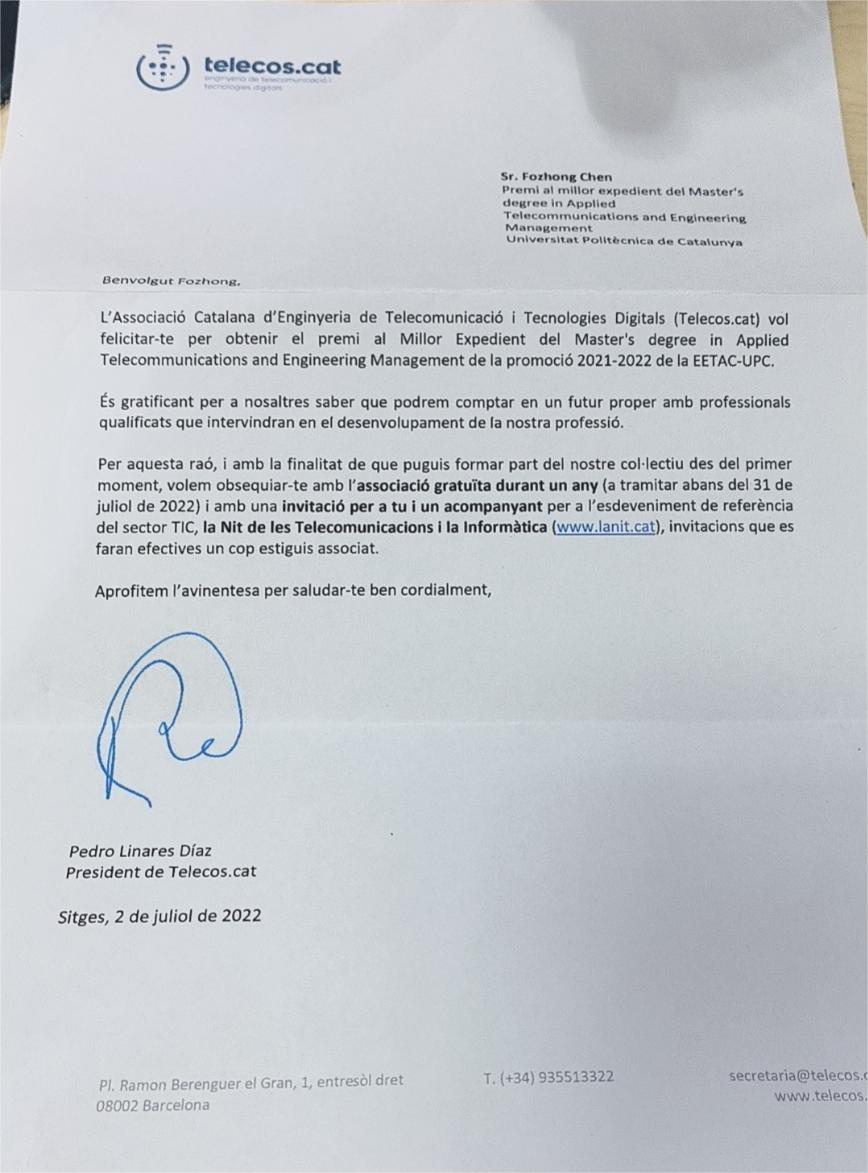 telecos.cat
enginyeria de telecomunicació i
tecnologies digitals
Sr. Fozhong Chen
Premi al millor expedient del Master's
degree in Applied
Telecommunications and Engineering
Management
Universitat Politècnica de Catalunya
Benvolgut Fozhong,
L'Associació Catalana d'Enginyeria de Telecomunicació i Tecnologies Digitals (Telecos.cat) vol
felicitar-te per obtenir el premi al Millor Expedient del Master's degree in Applied
Telecommunications and Engineering Management de la promoció 2021-2022 de la EETAC-UPC.
És gratificant per a nosaltres saber que podrem comptar en un futur proper amb professionals
qualificats que intervindran en el desenvolupament de la nostra professió.
Per aquesta raó, i amb la finalitat de que puguis formar part del nostre col·lectiu des del primer
moment, volem obsequiar-te amb l'associació gratuïta durant un any (a tramitar abans del 31 de
juliol de 2022) i amb una invitació per a tu i un acompanyant per a l'esdeveniment de referència
del sector TIC, la Nit de les Telecomunicacions i la Informàtica (www.lanit.cat), invitacions que es
faran efectives un cop estiguis associat.
Aprofitem l'avinentesa per saludar-te ben cordialment,
Pedro Linares Díaz
President de Telecos.cat
Sitges, 2 de juliol de 2022
Pl. Ramon Berenguer el Gran, 1, entresòl dret
08002 Barcelona
T. (+34) 935513322
secretaria@telecos.c
www.telecos.